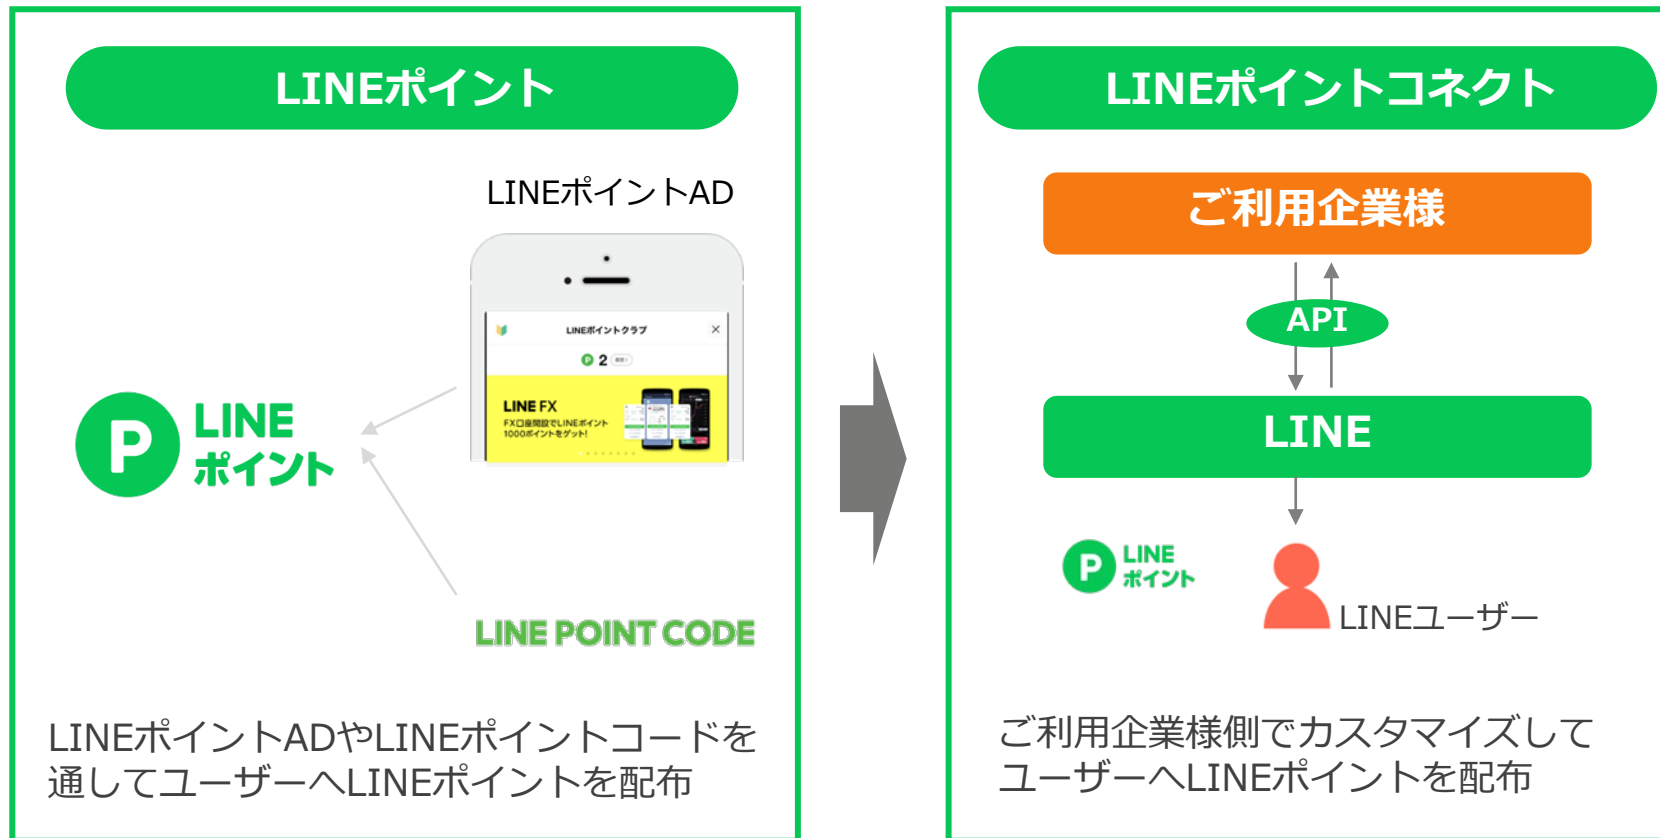 LINEポイント
LINEポイントAD
LINEポイントクラブ
P 2
LINE FX
FX口座開設でLINEポイント
1000ポイントをゲット!
P LINE
ポイント
LINE POINT CODE
LINEポイントADやLINEポイントコードを
通してユーザーへLINEポイントを配布
LINEポイントコネクト
ご利用企業様
API
LINE
P LINE
ポイント
LINEユーザー
ご利用企業様側でカスタマイズして
ユーザーへLINEポイントを配布